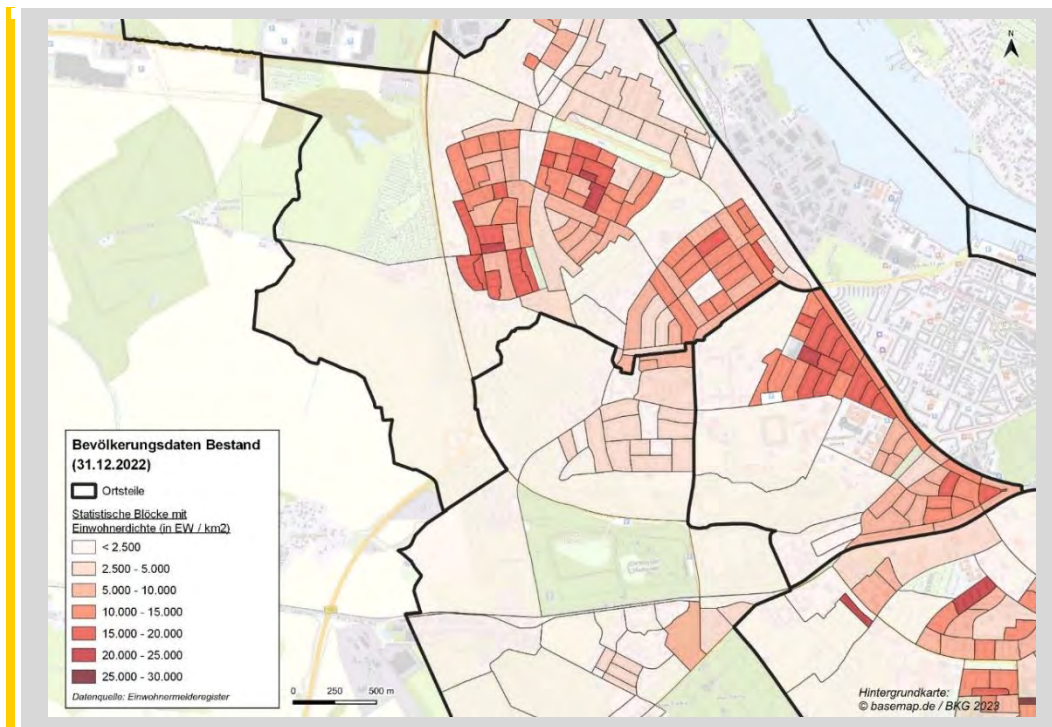 N
Bevölkerungsdaten Bestand
(31.12.2022)
Ortsteile
Statistische Blöcke mit
Einwohnerdichte (in EW / km2)
< 2.500
2.500 - 5.000
5.000 - 10.000
10.000 - 15.000
15.000 - 20.000
20.000 - 25.000
25.000 - 30.000
Datenquelle: Einwohnermelderegister
0 250 500 m
Hintergrundkarte:
© basemap.de / BKG 2023